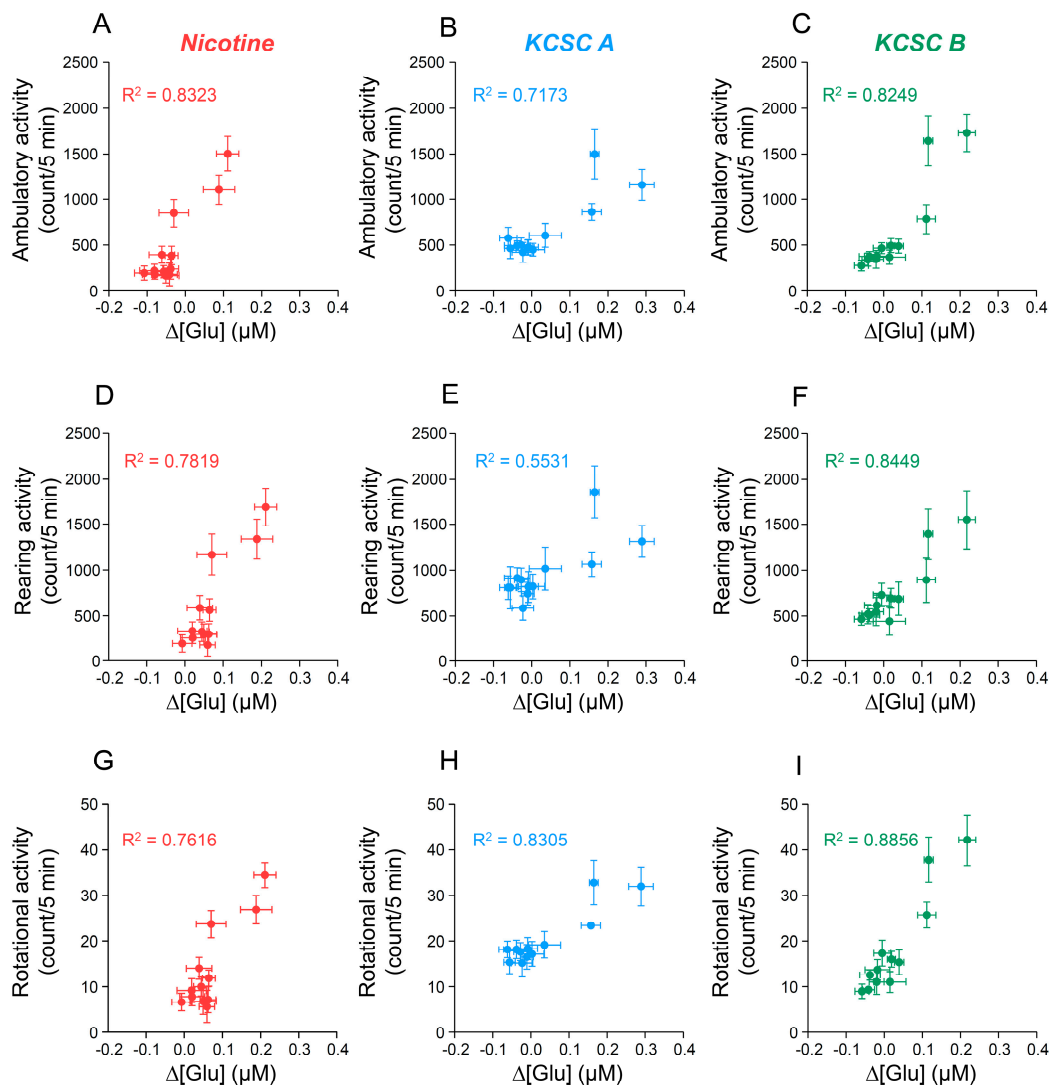 A
Nicotine
B
KCSC A
C
KCSC B
Ambulatory activity
(count/5 min)
2500
2000
1500
1000
500
0
R² = 0.8323
-0.2 -0.1 0.0 0.1 0.2 0.3 0.4
Δ[Glu] (µM)
Ambulatory activity
(count/5 min)
2500
2000
1500
1000
500
0
R² = 0.7173
-0.2 -0.1 0.0 0.1 0.2 0.3 0.4
Δ[Glu] (µM)
Ambulatory activity
(count/5 min)
2500
2000
1500
1000
500
0
R² = 0.8249
-0.2 -0.1 0.0 0.1 0.2 0.3 0.4
Δ[Glu] (µM)
D
Rearing activity
(count/5 min)
2500
2000
1500
1000
500
0
R² = 0.7819
-0.2 -0.1 0.0 0.1 0.2 0.3 0.4
Δ[Glu] (µM)
E
Rearing activity
(count/5 min)
2500
2000
1500
1000
500
0
R² = 0.5531
-0.2 -0.1 0.0 0.1 0.2 0.3 0.4
Δ[Glu] (µM)
F
Rearing activity
(count/5 min)
2500
2000
1500
1000
500
0
R² = 0.8449
-0.2 -0.1 0.0 0.1 0.2 0.3 0.4
Δ[Glu] (µM)
G
Rotational activity
(count/5 min)
50
40
30
20
10
0
R² = 0.7616
-0.2 -0.1 0.0 0.1 0.2 0.3 0.4
Δ[Glu] (µM)
H
Rotational activity
(count/5 min)
50
40
30
20
10
0
R² = 0.8305
-0.2 -0.1 0.0 0.1 0.2 0.3 0.4
Δ[Glu] (µM)
I
Rotational activity
(count/5 min)
50
40
30
20
10
0
R² = 0.8856
-0.2 -0.1 0.0 0.1 0.2 0.3 0.4
Δ[Glu] (µM)